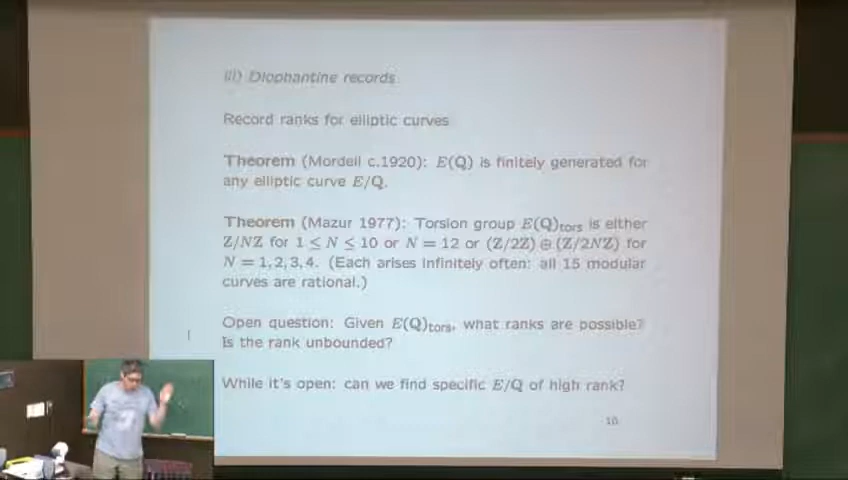 iii) Diophantine records
Record ranks for elliptic curves
Theorem (Mordell c.1920): E(Q) is finitely generated for
any elliptic curve E/Q.
Theorem (Mazur 1977): Torsion group E(Q)tors is either
Z/NZ for 1 ≤ N ≤ 10 or N = 12 or (Z/2Z) ⊕ (Z/2NZ) for
N = 1, 2, 3, 4. (Each arises infinitely often: all 15 modular
curves are rational.)
Open question: Given E(Q)tors, what ranks are possible?
Is the rank unbounded?
While it's open: can we find specific E/Q of high rank?
10